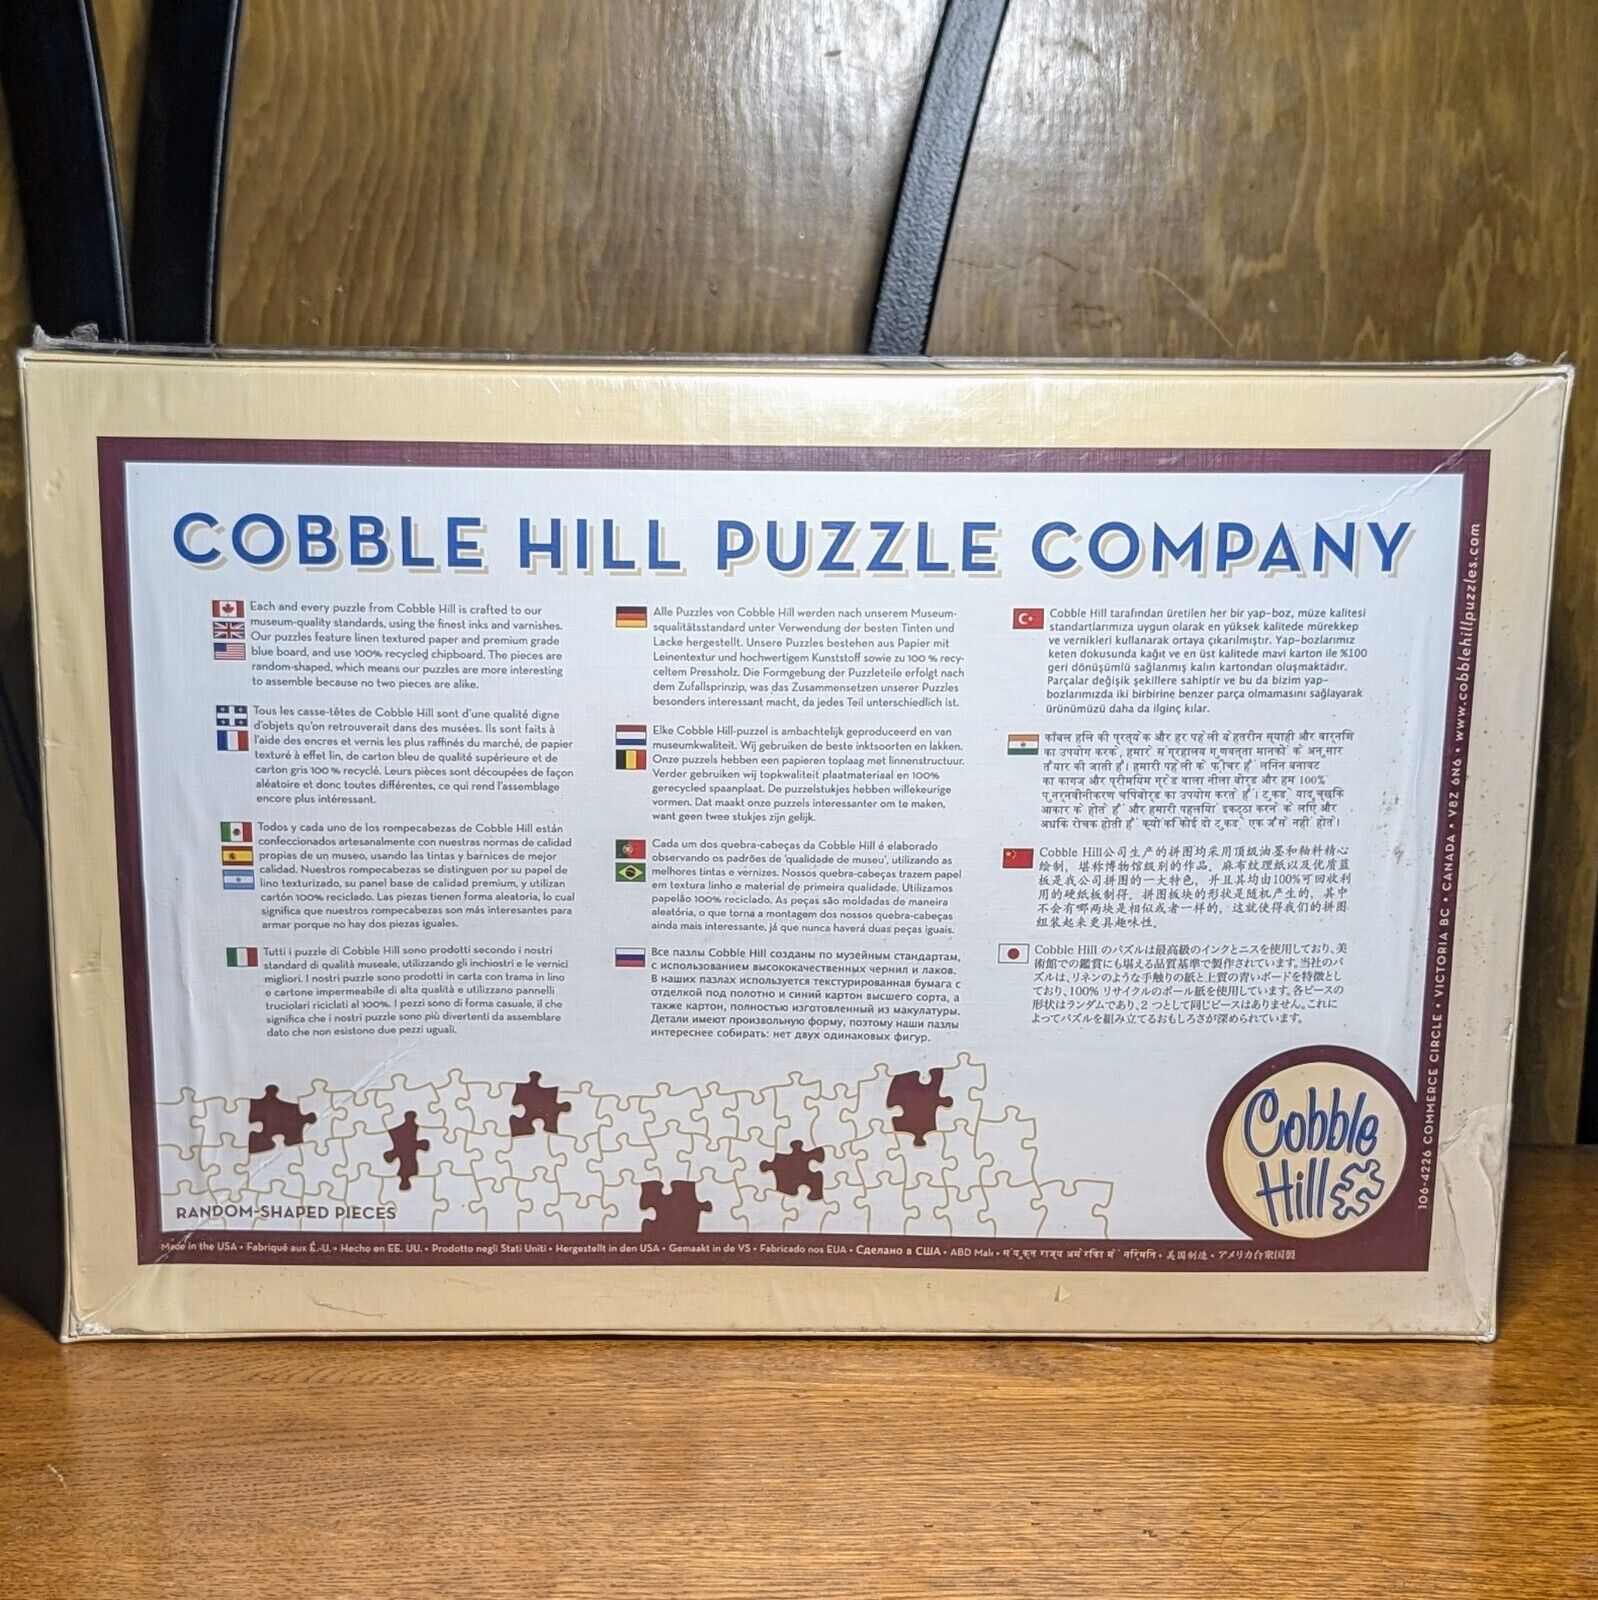 COBBLE HILL PUZZLE COMPANY
Each and every puzzle from Cobble Hill is crafted to our
museum-quality standards, using the finest inks and varnishes.
Our puzzles feature linen textured paper and premium grade
blue board, and use 100% recycled chipboard. The pieces are
random-shaped, which means our puzzles are more interesting
to assemble because no two pieces are alike.
Tous les casse-têtes de Cobble Hill sont d'une qualité digne
d'objets qu'on retrouverait dans des musées. Ils sont faits à
l'aide des encres et vernis les plus raffinés du marché, de papier
texturé à effet lin, de carton bleu de qualité supérieure et de
carton gris 100 % recyclé. Leurs pièces sont découpées de façon
aléatoire et donc toutes différentes, ce qui rend l'assemblage
encore plus intéressant.
Todos y cada uno de los rompecabezas de Cobble Hill están
confeccionados artesanalmente con nuestras normas de calidad
propias de un museo, usando las tintas y barnices de mejor
calidad. Nuestros rompecabezas se distinguen por su papel de
lino texturizado, su panel base de calidad premium, y utilizan
cartón 100% reciclado. Las piezas tienen forma aleatoria, lo cual
significa que nuestros rompecabezas son más interesantes para
armar porque no hay dos piezas iguales.
Tutti i puzzle di Cobble Hill sono prodotti secondo i nostri
standard di qualità museale, utilizzando gli inchiostri e le vernici
migliori. I nostri puzzle sono prodotti in carta con trama in lino
e cartone impermeabile di alta qualità e utilizzano pannelli
truciolari riciclati al 100%. I pezzi sono di forma casuale, il che
significa che i nostri puzzle sono più divertenti da assemblare
dato che non esistono due pezzi uguali.
Alle Puzzles von Cobble Hill werden nach unserem Museum-
squalitätsstandard unter Verwendung der besten Tinten und
Lacke hergestellt. Unsere Puzzles bestehen aus Papier mit
Leinentextur und hochwertigem Kunststoff sowie zu 100 % recy-
celtem Pressholz. Die Formgebung der Puzzleteile erfolgt nach
dem Zufallsprinzip, was das Zusammensetzen unserer Puzzles
besonders interessant macht, da jedes Teil unterschiedlich ist.
Elke Cobble Hill-puzzel is ambachtelijk geproduceerd en van
museumkwaliteit. Wij gebruiken de beste inktsoorten en lakken.
Onze puzzels hebben een papieren toplaag met linnenstructuur.
Verder gebruiken wij topkwaliteit plaatmateriaal en 100%
gerecycled spaanplaat. De puzzelstukjes hebben willekeurige
vormen. Dat maakt onze puzzels interessanter om te maken,
want geen twee stukjes zijn gelijk.
Cada um dos quebra-cabeças da Cobble Hill é elaborado
observando os padrões de 'qualidade de museu', utilizando as
melhores tintas e vernizes. Nossos quebra-cabeças trazem papel
em textura linho e material de primeira qualidade. Utilizamos
papelão 100% reciclado. As peças são moldadas de maneira
aleatória, o que torna a montagem dos nossos quebra-cabeças
ainda mais interessante, já que nunca haverá duas peças iguais.
Все пазлы Cobble Hill созданы по музейным стандартам,
с использованием высококачественных чернил и лаков.
В наших пазлах используется текстурированная бумага с
отделкой под полотно и синий картон высшего сорта, а
также картон, полностью изготовленный из макулатуры.
Детали имеют произвольную форму, поэтому наши пазлы
интереснее собирать: нет двух одинаковых фигур.
Cobble Hill tarafından üretilen her bir yap-boz, müze kalitesi
standartlarımıza uygun olarak en yüksek kalitede mürekkep
ve vernikleri kullanarak ortaya çıkarılmıştır. Yap-bozlarımız
keten dokusunda kağıt ve en üst kalitede mavi karton ile %100
geri dönüşümlü sağlanmış kalın kartondan oluşmaktadır.
Parçalar değişik şekillere sahiptir ve bu da bizim yap-
bozlarımızda iki birbirine benzer parça olmamasını sağlayarak
ürünümüzü daha da ilginç kılar.
Cobble Hill公司生产的拼图均采用顶级油墨和釉料精心
绘制，堪称博物馆级别的作品。麻布纹理纸以及优质蓝
板是我公司拼图的一大特色，并且其均由100%可回收利
用的硬纸板制得。拼图板块的形状是随机产生的，其中
不会有哪两块是相似或者一样的，这就使得我们的拼图
组装起来更具趣味性。
Cobble Hill のパズルは最高級のインクとニスを使用しており、美
術館での鑑賞にも堪える品質基準で製作されています。当社のパ
ズルは、リネンのような手触りの紙と上質の青いボードを特徴とし
ており、100% リサイクルのボール紙を使用しています。各ピースの
形状はランダムであり、2 つとして同じピースはありません。これに
よってパズルを組み立てるおもしろさが深められています。
RANDOM-SHAPED PIECES
Cobble
Hill
Made in the USA • Fabriqué aux É.-U. • Hecho en EE. UU. • Prodotto negli Stati Uniti • Hergestellt in den USA • Gemaakt in de VS • Fabricado nos EUA • Сделано в США • ABD Malı • 美国制造 • アメリカ合衆国製
106-4226 COMMERCE CIRCLE • VICTORIA BC • CANADA • V8Z 6N6 • www.cobblehillpuzzles.com